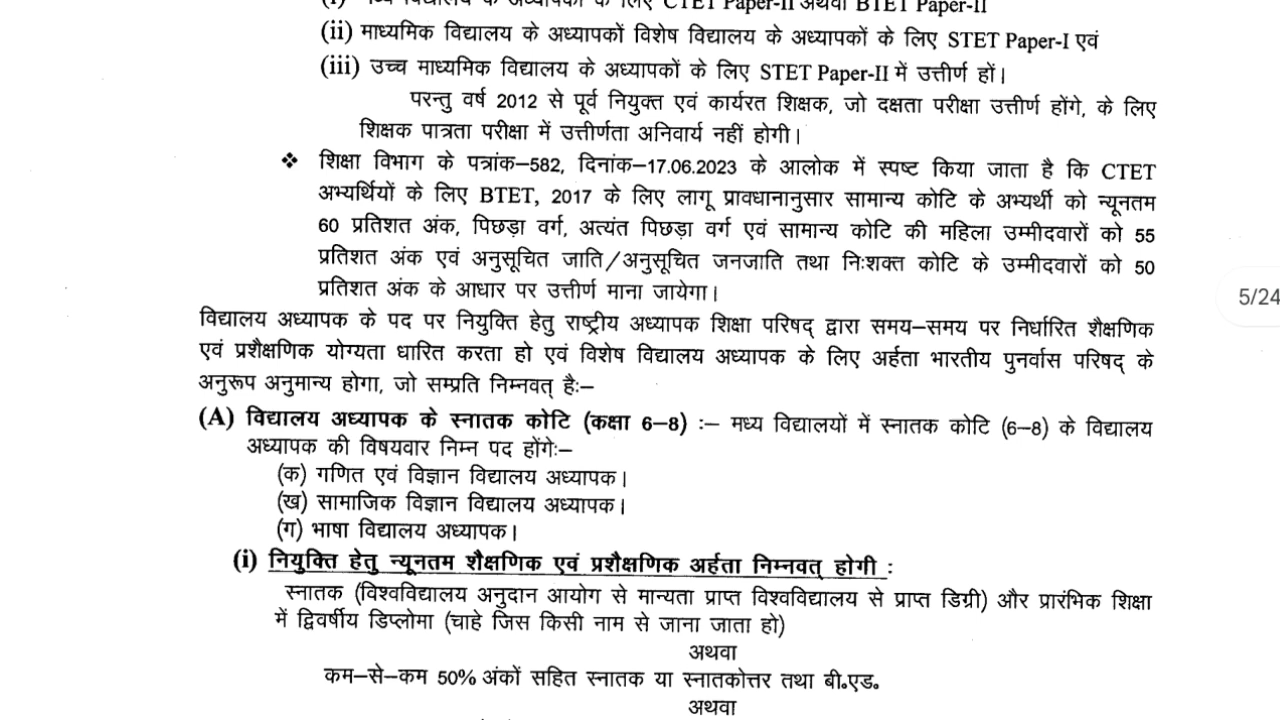 (i) मध्य विद्यालय के अध्यापकों के लिए CTET Paper-II अथवा BTET Paper-II
(ii) माध्यमिक विद्यालय के अध्यापकों विशेष विद्यालय के अध्यापकों के लिए STET Paper-I एवं
(iii) उच्च माध्यमिक विद्यालय के अध्यापकों के लिए STET Paper-II में उत्तीर्ण हों।
परन्तु वर्ष 2012 से पूर्व नियुक्त एवं कार्यरत शिक्षक, जो दक्षता परीक्षा उत्तीर्ण होंगे, के लिए
शिक्षक पात्रता परीक्षा में उत्तीर्णता अनिवार्य नहीं होगी।
❖ शिक्षा विभाग के पत्रांक–582, दिनांक–17.06.2023 के आलोक में स्पष्ट किया जाता है कि CTET
अभ्यर्थियों के लिए BTET, 2017 के लिए लागू प्रावधानानुसार सामान्य कोटि के अभ्यर्थी को न्यूनतम
60 प्रतिशत अंक, पिछड़ा वर्ग, अत्यंत पिछड़ा वर्ग एवं सामान्य कोटि की महिला उम्मीदवारों को 55
प्रतिशत अंक एवं अनुसूचित जाति/अनुसूचित जनजाति तथा निःशक्त कोटि के उम्मीदवारों को 50
प्रतिशत अंक के आधार पर उत्तीर्ण माना जायेगा।
5/24
विद्यालय अध्यापक के पद पर नियुक्ति हेतु राष्ट्रीय अध्यापक शिक्षा परिषद् द्वारा समय–समय पर निर्धारित शैक्षणिक
एवं प्रशैक्षणिक योग्यता धारित करता हो एवं विशेष विद्यालय अध्यापक के लिए अर्हता भारतीय पुनर्वास परिषद् के
अनुरूप अनुमान्य होगा, जो सम्प्रति निम्नवत् हैः–
(A) विद्यालय अध्यापक के स्नातक कोटि (कक्षा 6–8) :– मध्य विद्यालयों में स्नातक कोटि (6–8) के विद्यालय
अध्यापक की विषयवार निम्न पद होंगेः–
(क) गणित एवं विज्ञान विद्यालय अध्यापक।
(ख) सामाजिक विज्ञान विद्यालय अध्यापक।
(ग) भाषा विद्यालय अध्यापक।
(i) नियुक्ति हेतु न्यूनतम शैक्षणिक एवं प्रशैक्षणिक अर्हता निम्नवत् होगी :
स्नातक (विश्वविद्यालय अनुदान आयोग से मान्यता प्राप्त विश्वविद्यालय से प्राप्त डिग्री) और प्रारंभिक शिक्षा
में द्विवर्षीय डिप्लोमा (चाहे जिस किसी नाम से जाना जाता हो)
अथवा
कम–से–कम 50% अंकों सहित स्नातक या स्नातकोत्तर तथा बी॰एड॰
अथवा